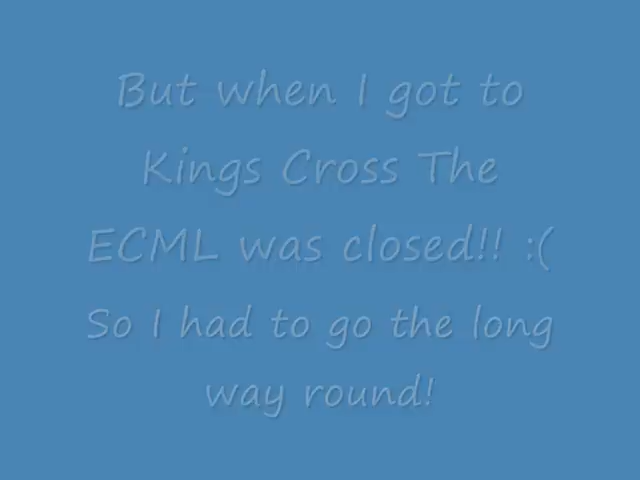 But when I got to
Kings Cross The
ECML was closed!! :(
So I had to go the long
way round!